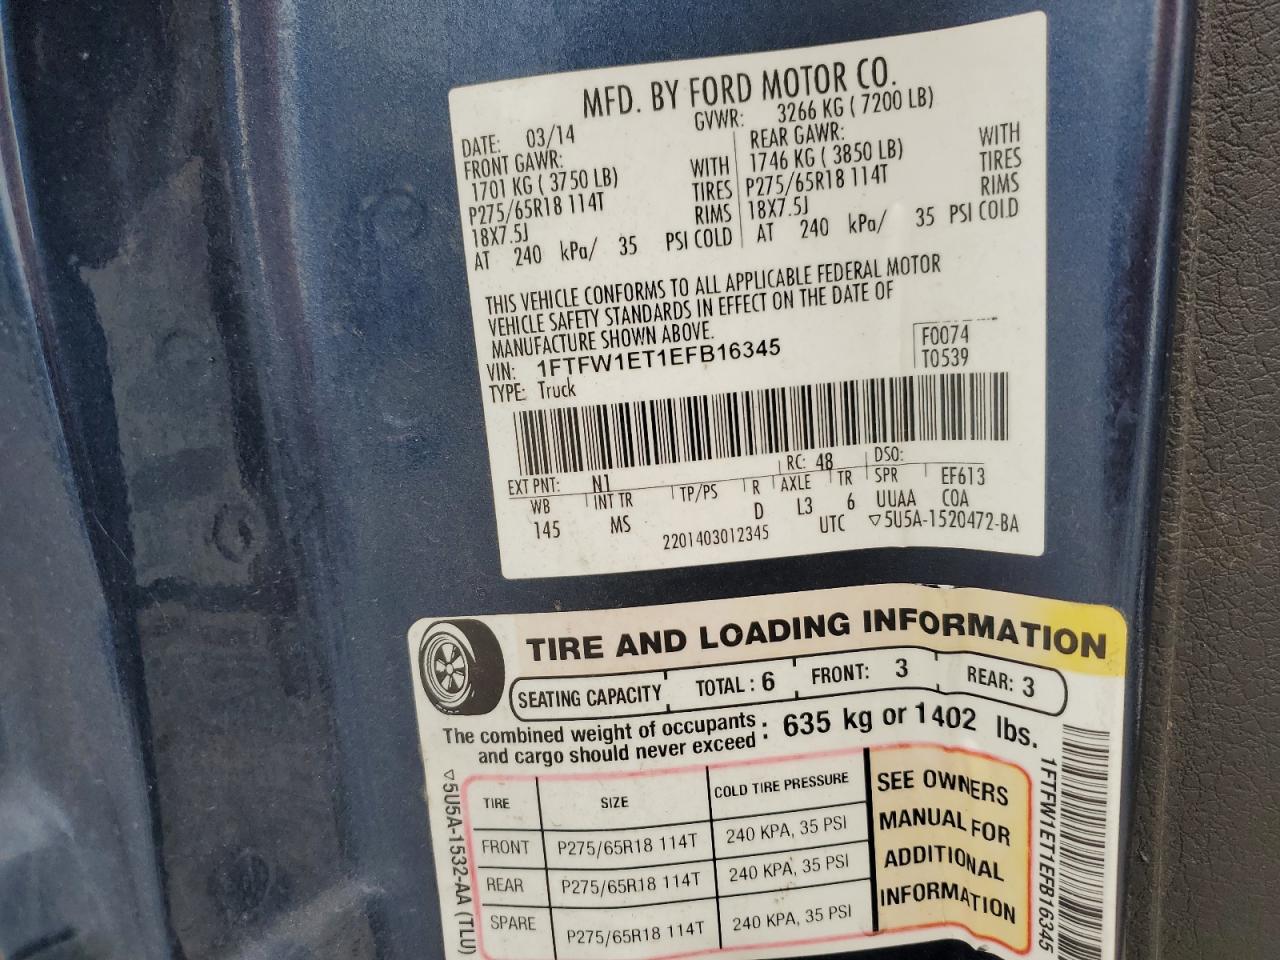 MFD. BY FORD MOTOR CO.
DATE: 03/14 GVWR: 3266 KG ( 7200 LB)
FRONT GAWR: REAR GAWR:
1701 KG ( 3750 LB) WITH 1746 KG ( 3850 LB) WITH
P275/65R18 114T TIRES P275/65R18 114T TIRES
18X7.5J RIMS 18X7.5J RIMS
AT 240 kPa/ 35 PSI COLD AT 240 kPa/ 35 PSI COLD
THIS VEHICLE CONFORMS TO ALL APPLICABLE FEDERAL MOTOR
VEHICLE SAFETY STANDARDS IN EFFECT ON THE DATE OF
MANUFACTURE SHOWN ABOVE.
VIN: 1FTFW1ET1EFB16345 F0074
TYPE: Truck T0539
EXT PNT: N1 RC: 48 DSO:
WB INT TR TP/PS R AXLE TR SPR EF613
145 MS D L3 6 UUAA COA
2201403012345 UTC ▽5U5A-1520472-BA
TIRE AND LOADING INFORMATION
SEATING CAPACITY TOTAL : 6 FRONT: 3 REAR: 3
The combined weight of occupants
and cargo should never exceed : 635 kg or 1402 lbs.
TIRE SIZE COLD TIRE PRESSURE
FRONT P275/65R18 114T 240 KPA, 35 PSI
REAR P275/65R18 114T 240 KPA, 35 PSI
SPARE P275/65R18 114T 240 KPA, 35 PSI
SEE OWNERS
MANUAL FOR
ADDITIONAL
INFORMATION
▽5U5A-1532-AA (TLU)
1FTFW1ET1EFB16345